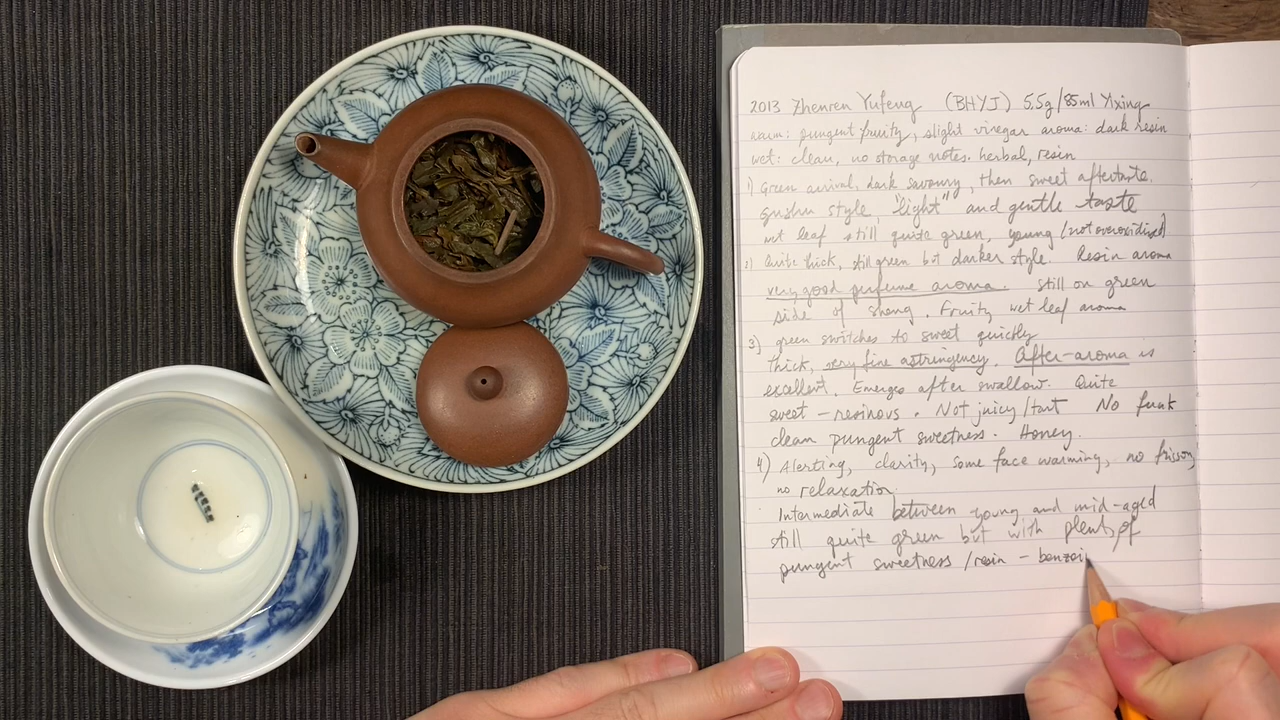 2013 Zhenren Yufeng (BHYJ) 5.5g/85ml Yixing
warm: pungent fruity, slight vinegar aroma: dark resin
wet: clean, no storage notes. herbal, resin
1) Green arrival, dark savoury, then sweet aftertaste.
gushu style, "light" and gentle taste
wet leaf still quite green, young (not overoxidised)
2) Quite thick, still green but darker style. Resin aroma
very good perfume aroma. still on green
side of sheng. Fruity wet leaf aroma
3) green switches to sweet quickly
thick, very fine astringency. After-aroma is
excellent. Emerges after swallow. Quite
sweet - resinous. Not juicy/tart No funk
clean pungent sweetness. Honey.
4) Alerting, clarity, some face warming, no frisson,
no relaxation
Intermediate between young and mid-aged
still quite green but with plenty of
pungent sweetness /resin - benzoi